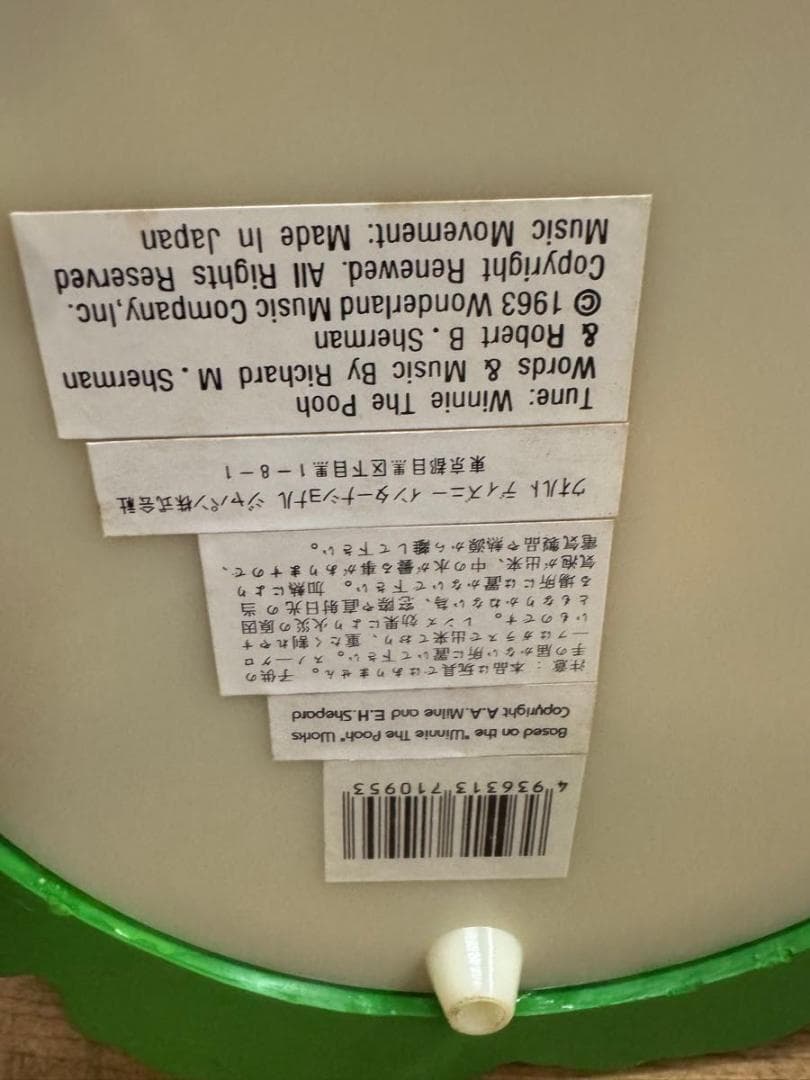 Tune: Winnie The Pooh
Words & Music By Richard M. Sherman
& Robert B. Sherman
© 1963 Wonderland Music Company,Inc.
Copyright Renewed. All Rights Reserved
Music Movement: Made In Japan
ウオルト ディズニー インターナショナル ジャパン株式会社
東京都目黒区下目黒1-8-1
注意：本品は玩具ではありません。子供の
手の届かない所に置いて下さい。スノーグロ
ーブはガラスで出来ており、重たく割れやす
いものです。レンズ効果により火災の原因
ともなりかねない為、窓際や直射日光の当
る場所には置かないで下さい。加熱により
気泡が出来、中の水が曇る事がありますので、
電気製品や熱源から離して下さい。
Based on the "Winnie The Pooh" Works
Copyright A.A.Milne and E.H.Shepard
4 936313 710953